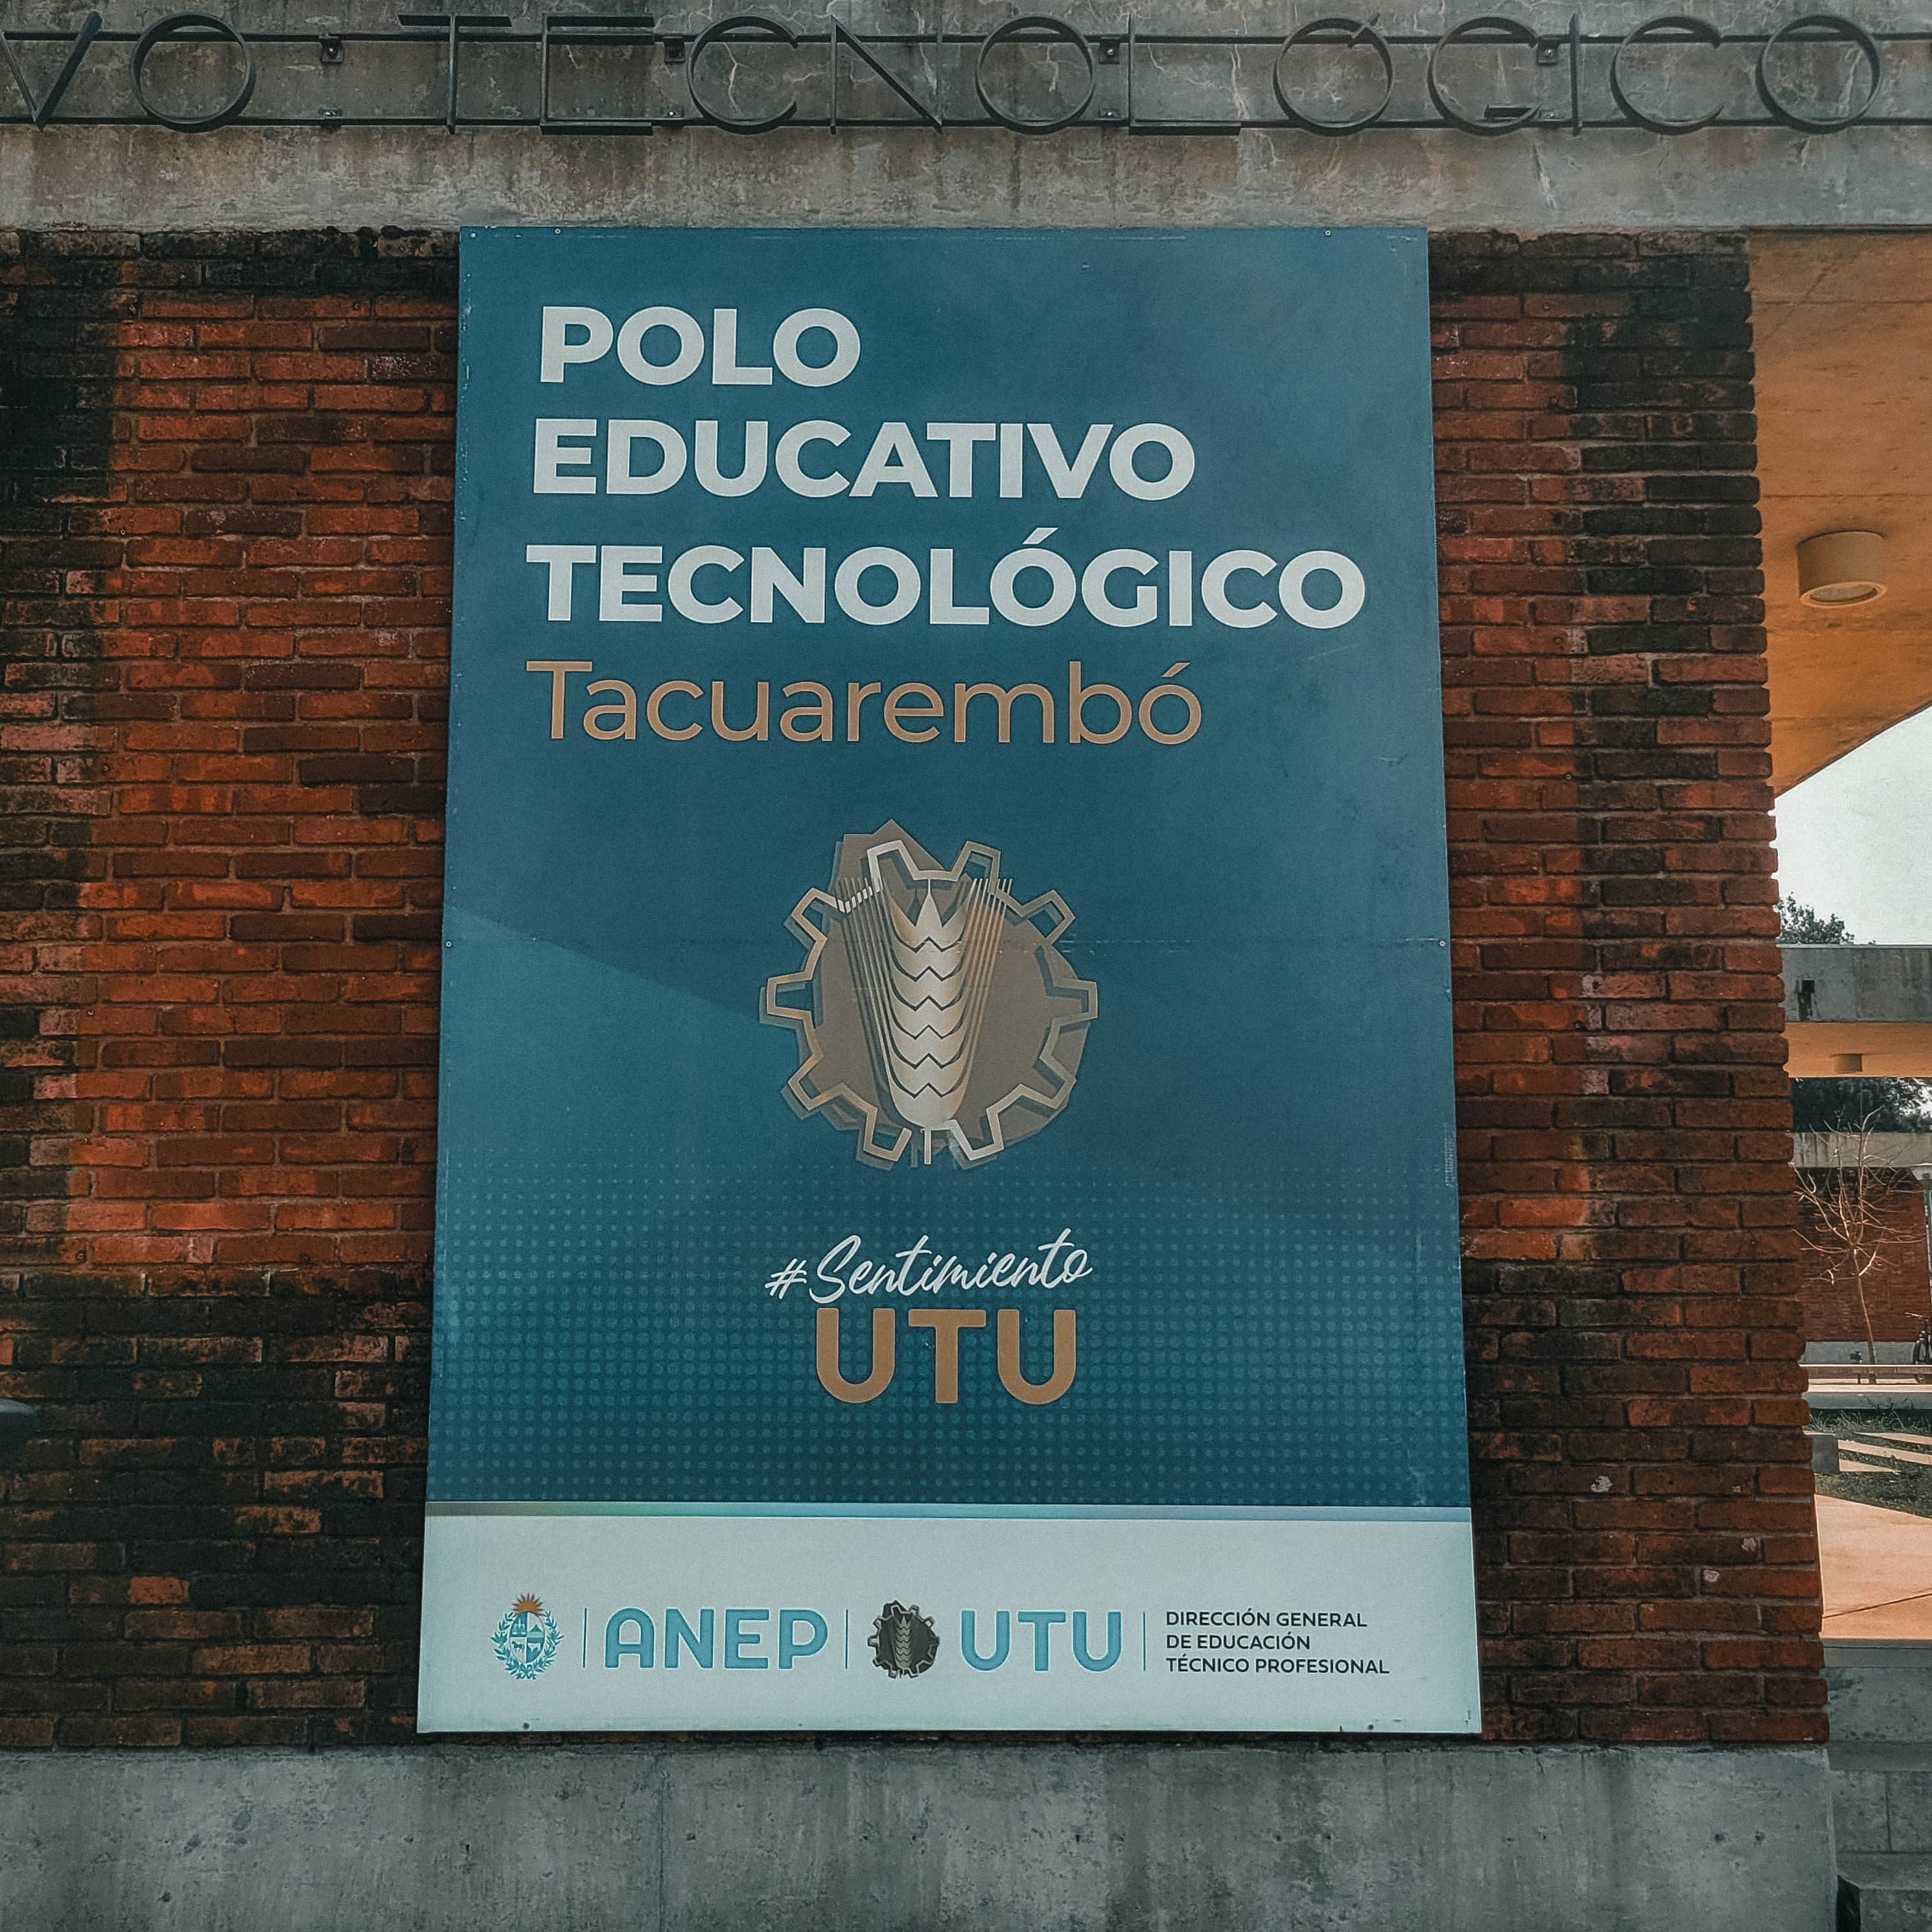 VO TECNOLÓGICO
POLO
EDUCATIVO
TECNOLÓGICO
Tacuarembó
#Sentimiento
UTU
ANEP UTU DIRECCIÓN GENERAL
DE EDUCACIÓN
TÉCNICO PROFESIONAL